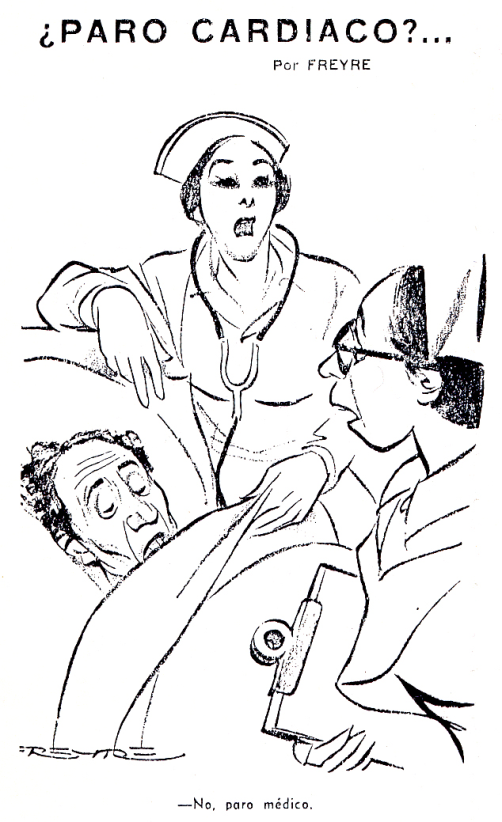 ¿PARO CARDIACO?...
Por FREYRE
FREYRE
—No, paro médico.